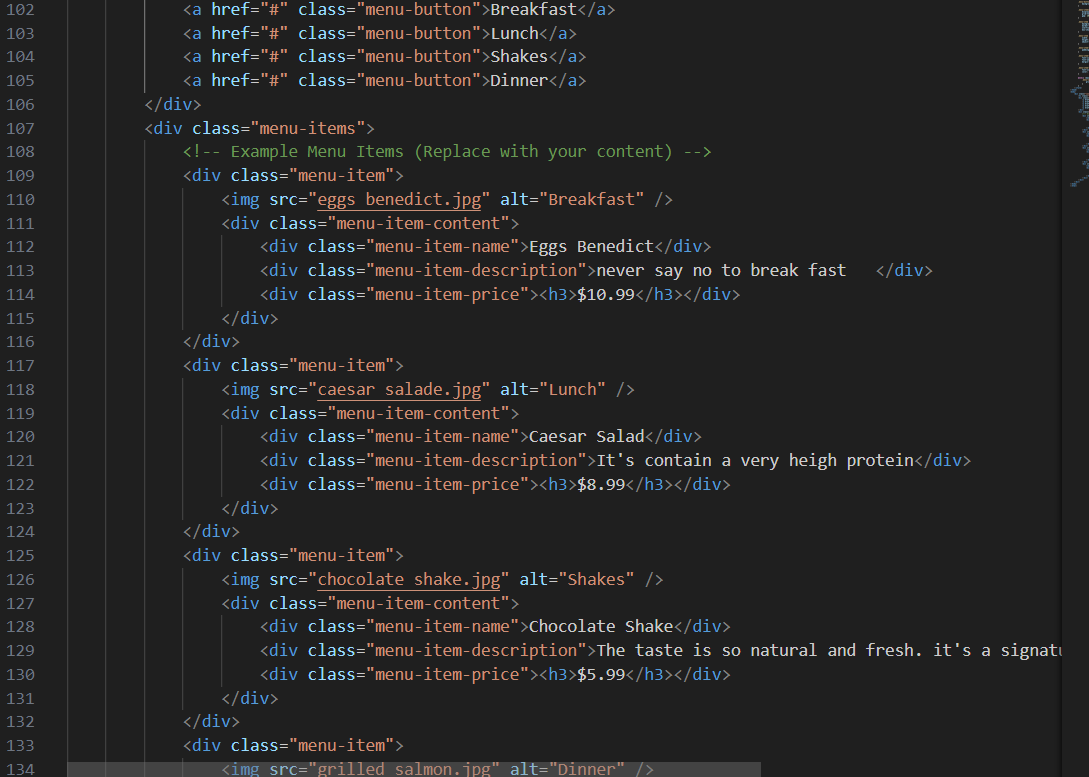 102 <a href="#" class="menu-button">Breakfast</a>
103 <a href="#" class="menu-button">Lunch</a>
104 <a href="#" class="menu-button">Shakes</a>
105 <a href="#" class="menu-button">Dinner</a>
106 </div>
107 <div class="menu-items">
108 <!-- Example Menu Items (Replace with your content) -->
109 <div class="menu-item">
110 <img src="eggs benedict.jpg" alt="Breakfast" />
111 <div class="menu-item-content">
112 <div class="menu-item-name">Eggs Benedict</div>
113 <div class="menu-item-description">never say no to break fast   </div>
114 <div class="menu-item-price"><h3>$10.99</h3></div>
115 </div>
116 </div>
117 <div class="menu-item">
118 <img src="caesar salade.jpg" alt="Lunch" />
119 <div class="menu-item-content">
120 <div class="menu-item-name">Caesar Salad</div>
121 <div class="menu-item-description">It's contain a very heigh protein</div>
122 <div class="menu-item-price"><h3>$8.99</h3></div>
123 </div>
124 </div>
125 <div class="menu-item">
126 <img src="chocolate shake.jpg" alt="Shakes" />
127 <div class="menu-item-content">
128 <div class="menu-item-name">Chocolate Shake</div>
129 <div class="menu-item-description">The taste is so natural and fresh. it's a signatu
130 <div class="menu-item-price"><h3>$5.99</h3></div>
131 </div>
132 </div>
133 <div class="menu-item">
134 <img src="grilled salmon.jpg" alt="Dinner" />